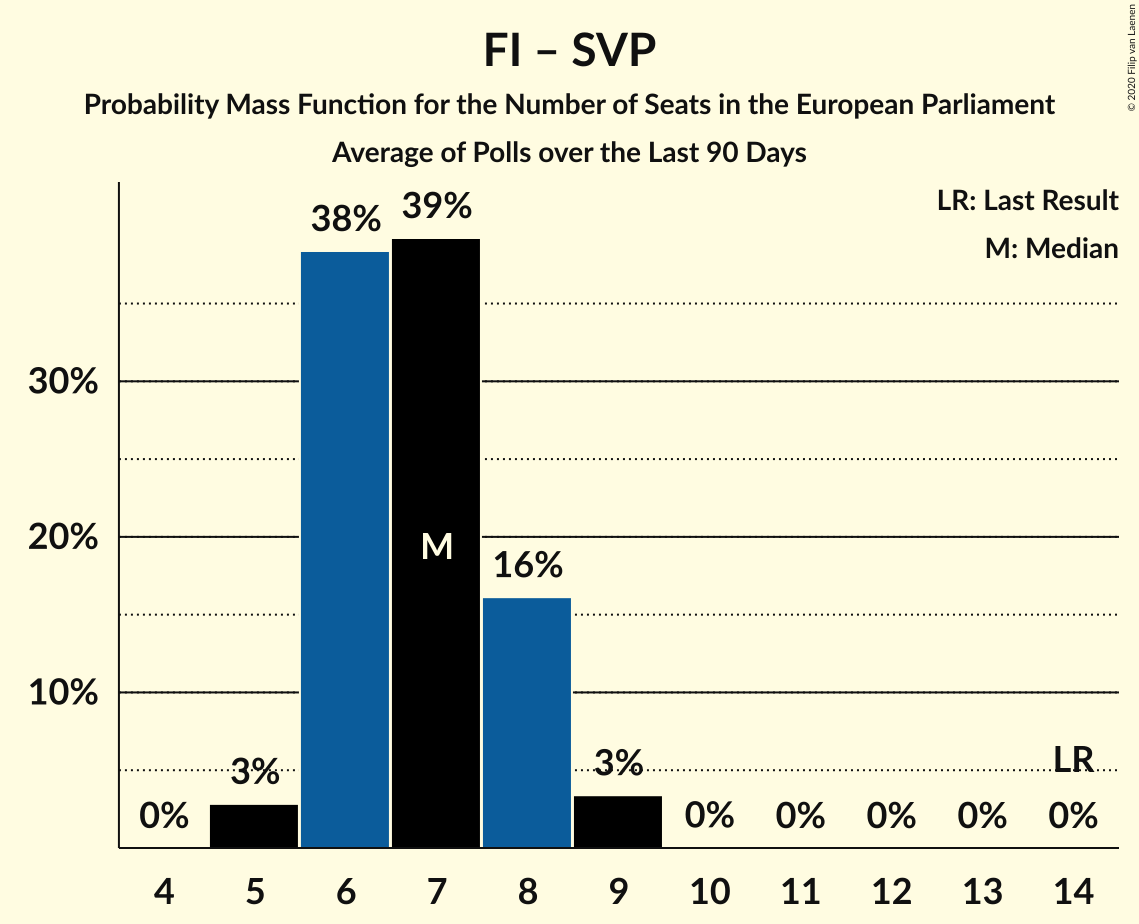 FI – SVP
Probability Mass Function for the Number of Seats in the European Parliament
Average of Polls over the Last 90 Days
© 2020 Filip van Laenen
LR: Last Result
M: Median
38%
39%
30%
20%
M
16%
10%
3%
3%
LR
0%
0%
0%
0%
0%
0%
4 5 6 7 8 9 10 11 12 13 14